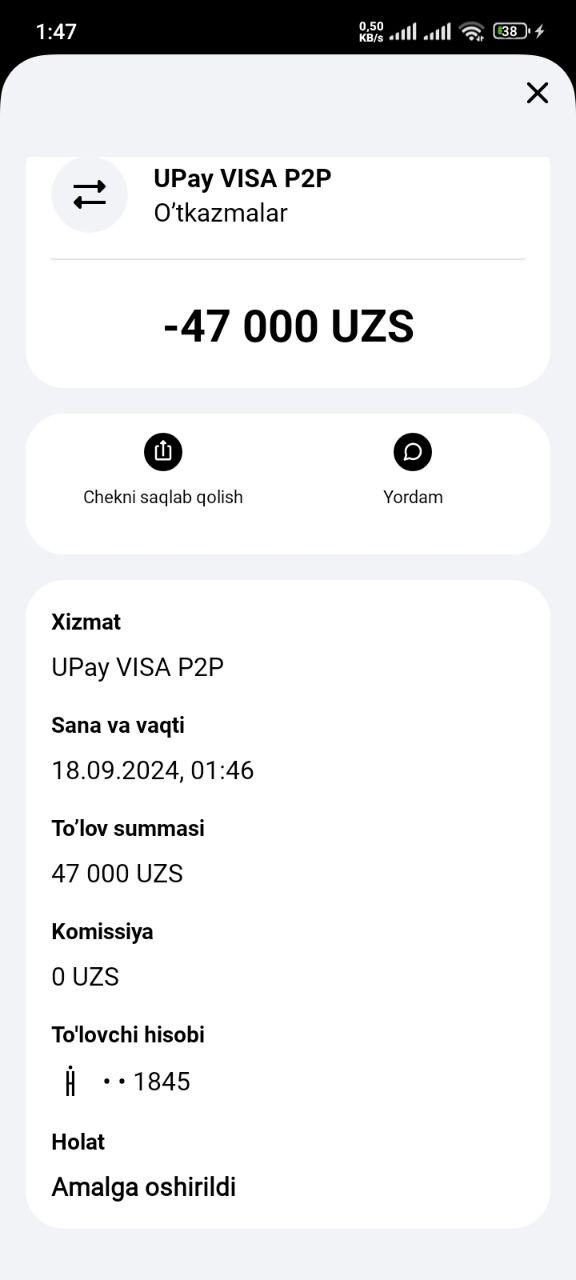 1:47
0,50
KB/s
38
UPay VISA P2P
O’tkazmalar
-47 000 UZS
Chekni saqlab qolish
Yordam
Xizmat
UPay VISA P2P
Sana va vaqti
18.09.2024, 01:46
To’lov summasi
47 000 UZS
Komissiya
0 UZS
To'lovchi hisobi
• • 1845
Holat
Amalga oshirildi